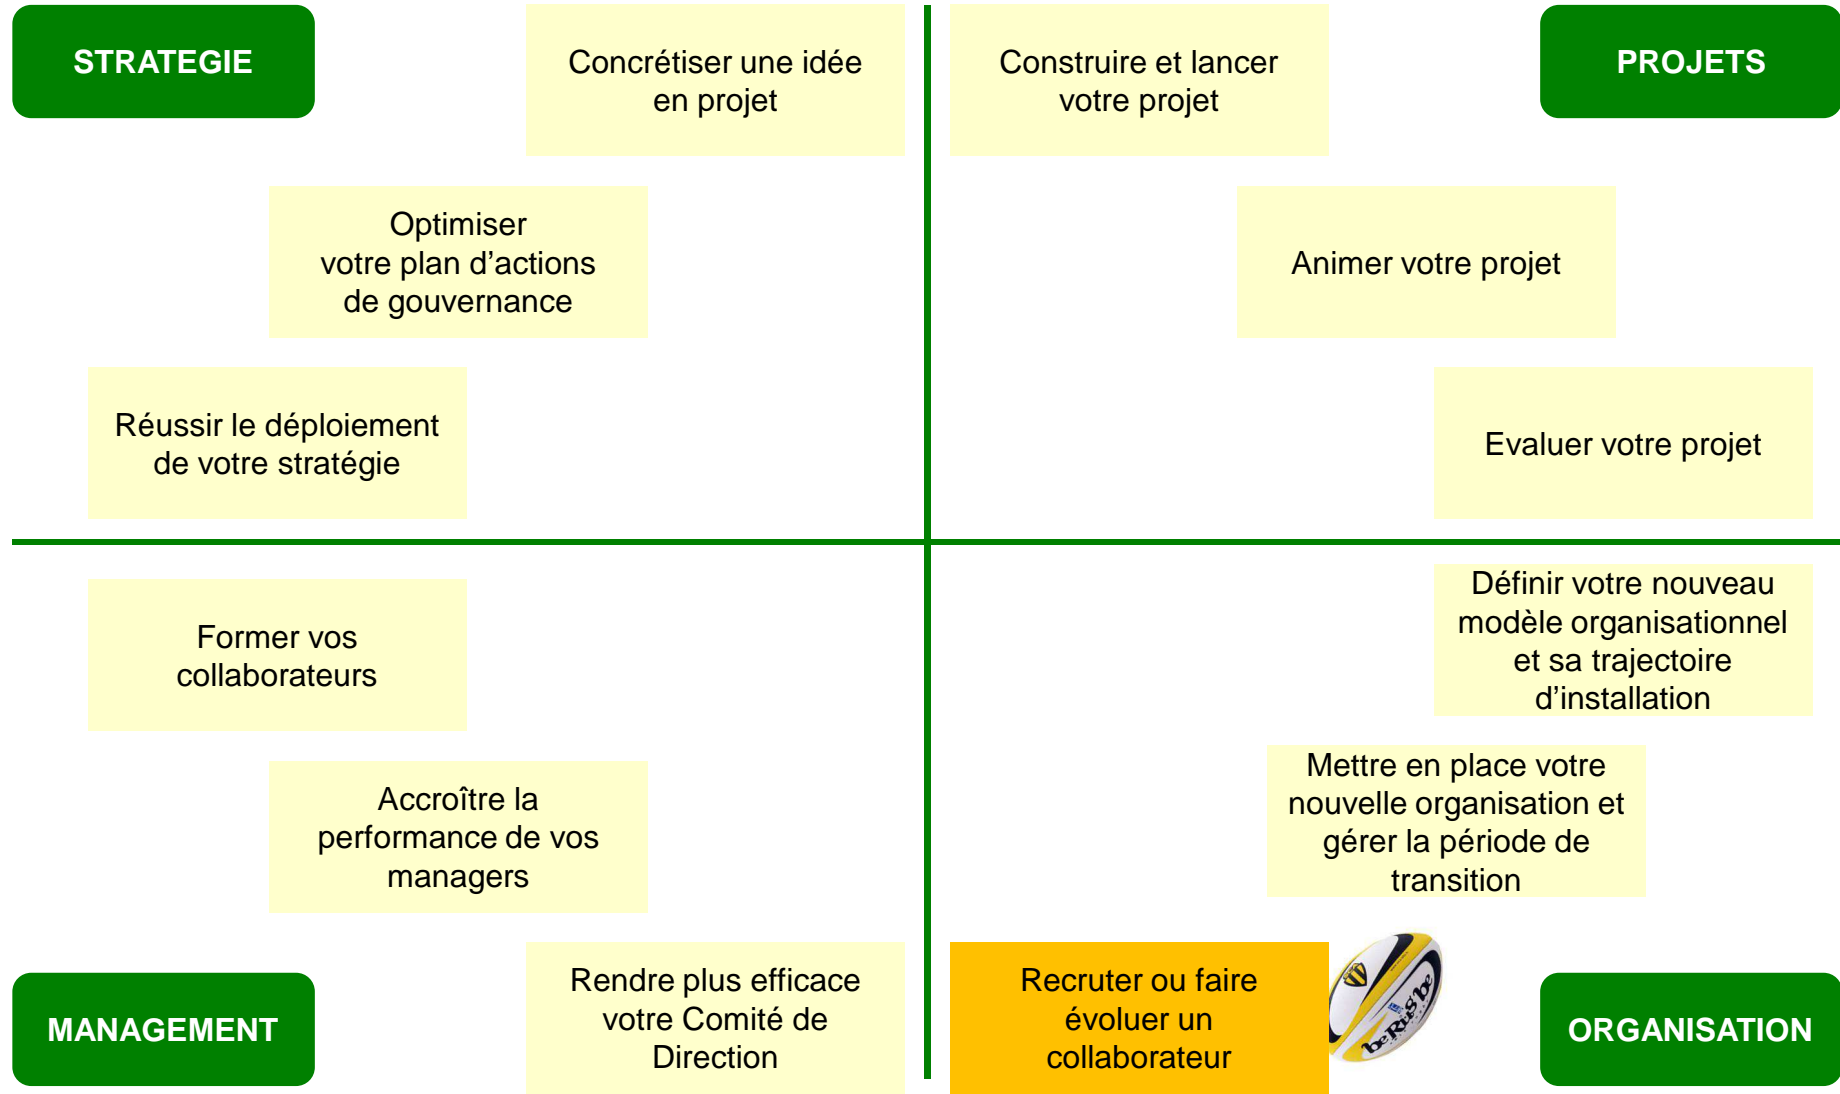 STRATEGIE
Concrétiser une idée
en projet
Construire et lancer
votre projet
PROJETS
Optimiser
votre plan d’actions
de gouvernance
Animer votre projet
Réussir le déploiement
de votre stratégie
Evaluer votre projet
Former vos
collaborateurs
Définir votre nouveau
modèle organisationnel
et sa trajectoire
d’installation
Accroître la
performance de vos
managers
Mettre en place votre
nouvelle organisation et
gérer la période de
transition
MANAGEMENT
Rendre plus efficace
votre Comité de
Direction
Recruter ou faire
évoluer un
collaborateur
ORGANISATION